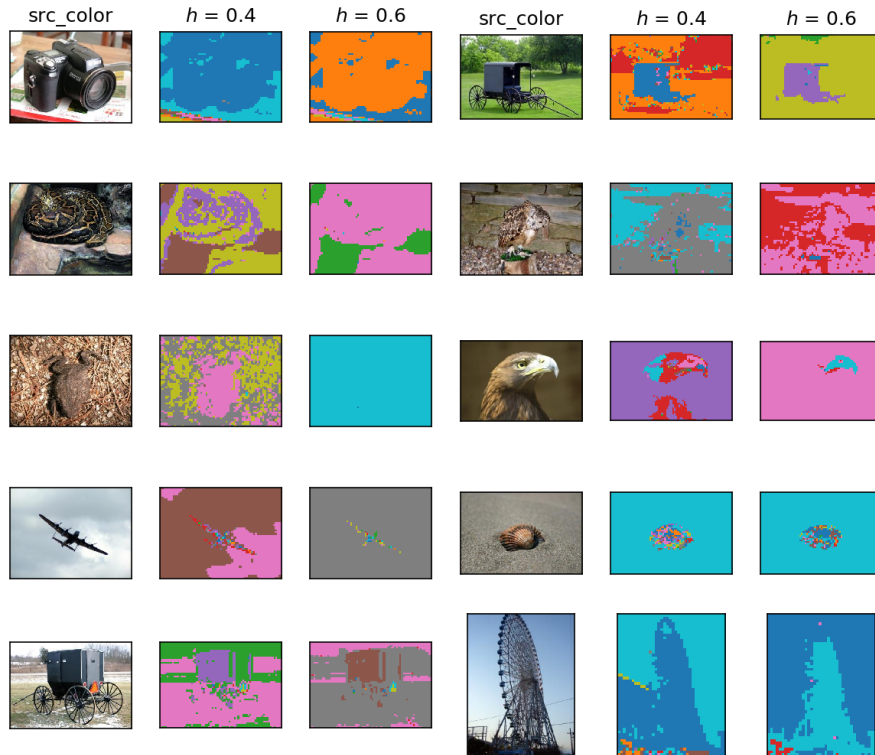 src_color h = 0.4 h = 0.6 src_color h = 0.4 h = 0.6